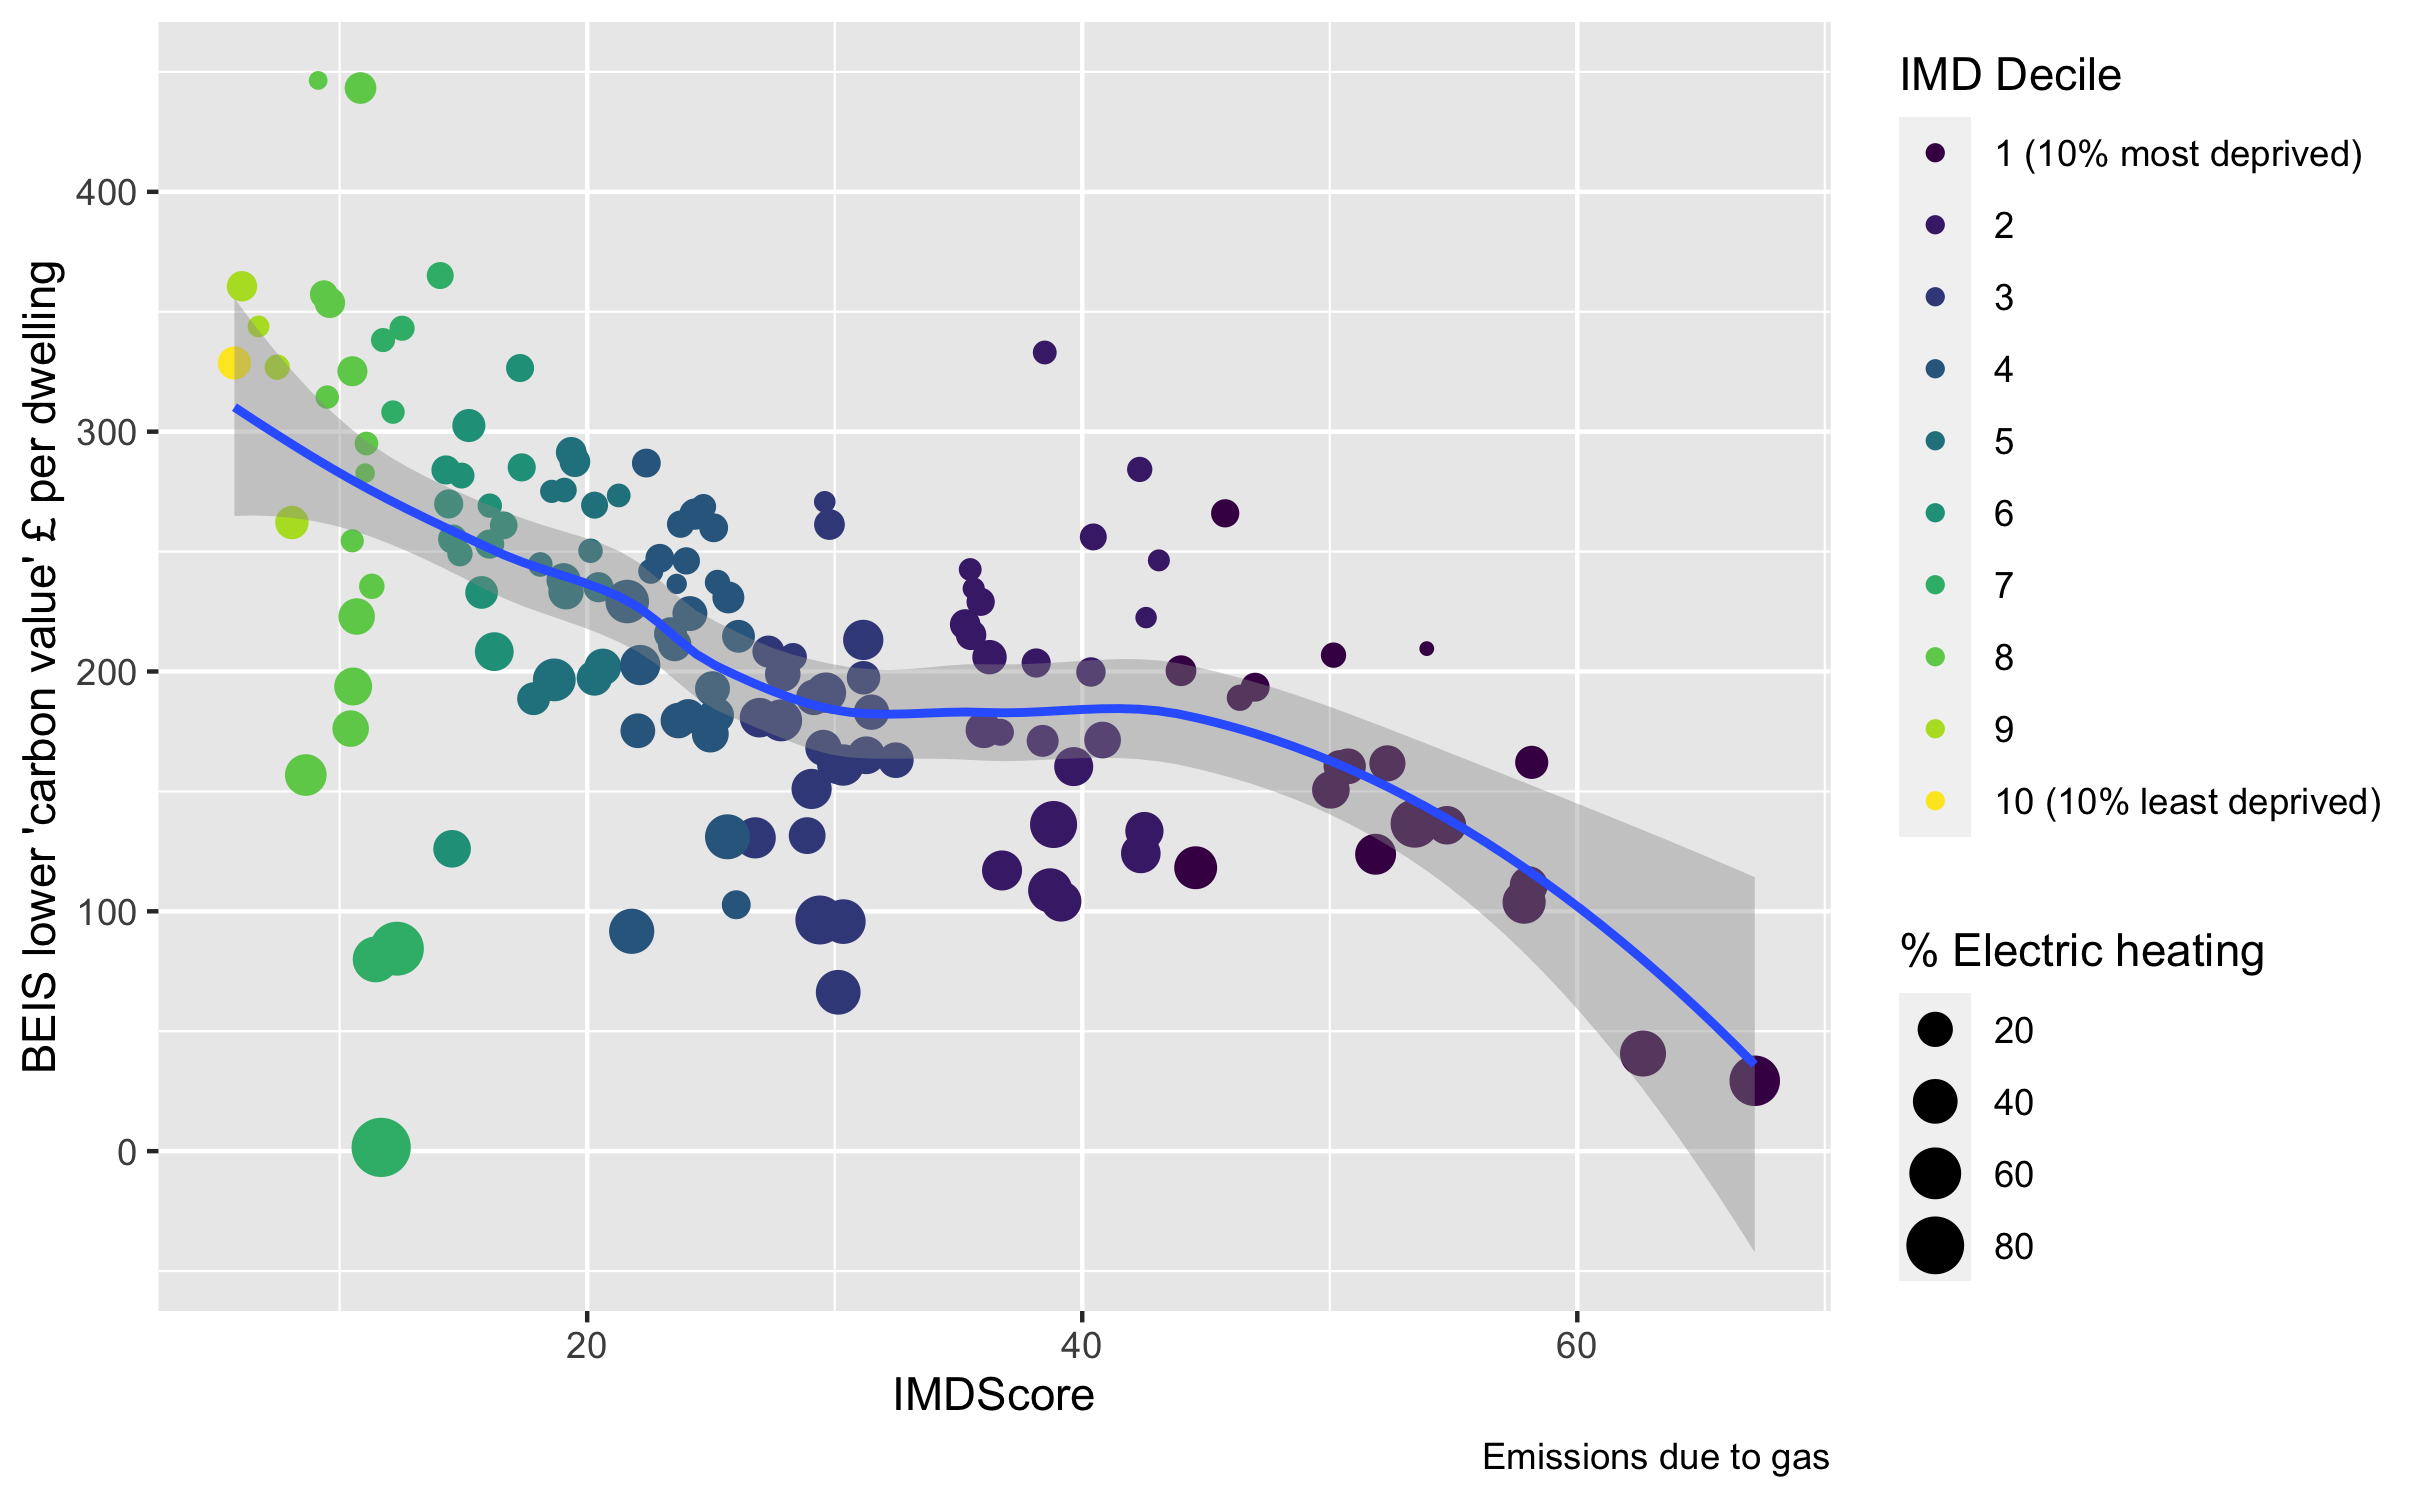 BEIS lower 'carbon value' £ per dwelling
400
300
200
100
0
20
40
60
IMDScore
Emissions due to gas
IMD Decile
1 (10% most deprived)
2
3
4
5
6
7
8
9
10 (10% least deprived)
% Electric heating
20
40
60
80